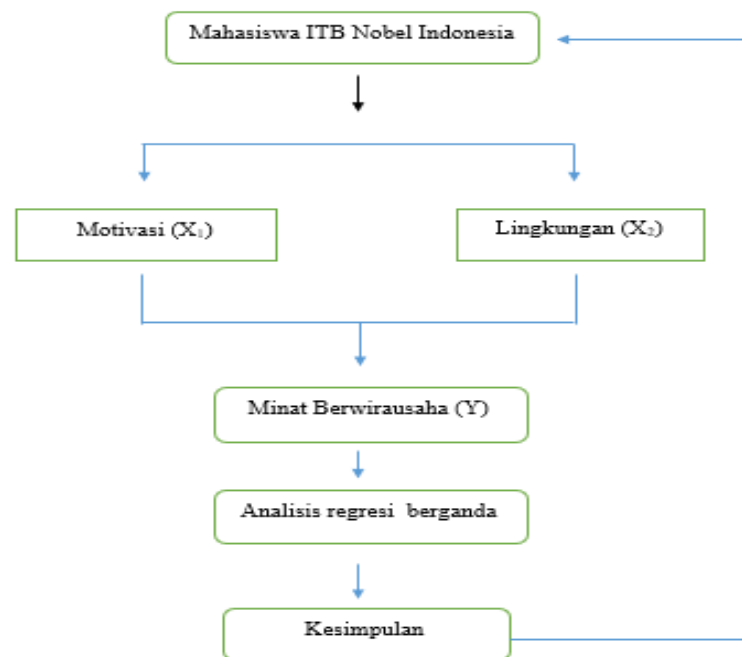 Mahasiswa ITB Nobel Indonesia
Motivasi (X₁)
Lingkungan (X₂)
Minat Berwirausaha (Y)
Analisis regresi berganda
Kesimpulan